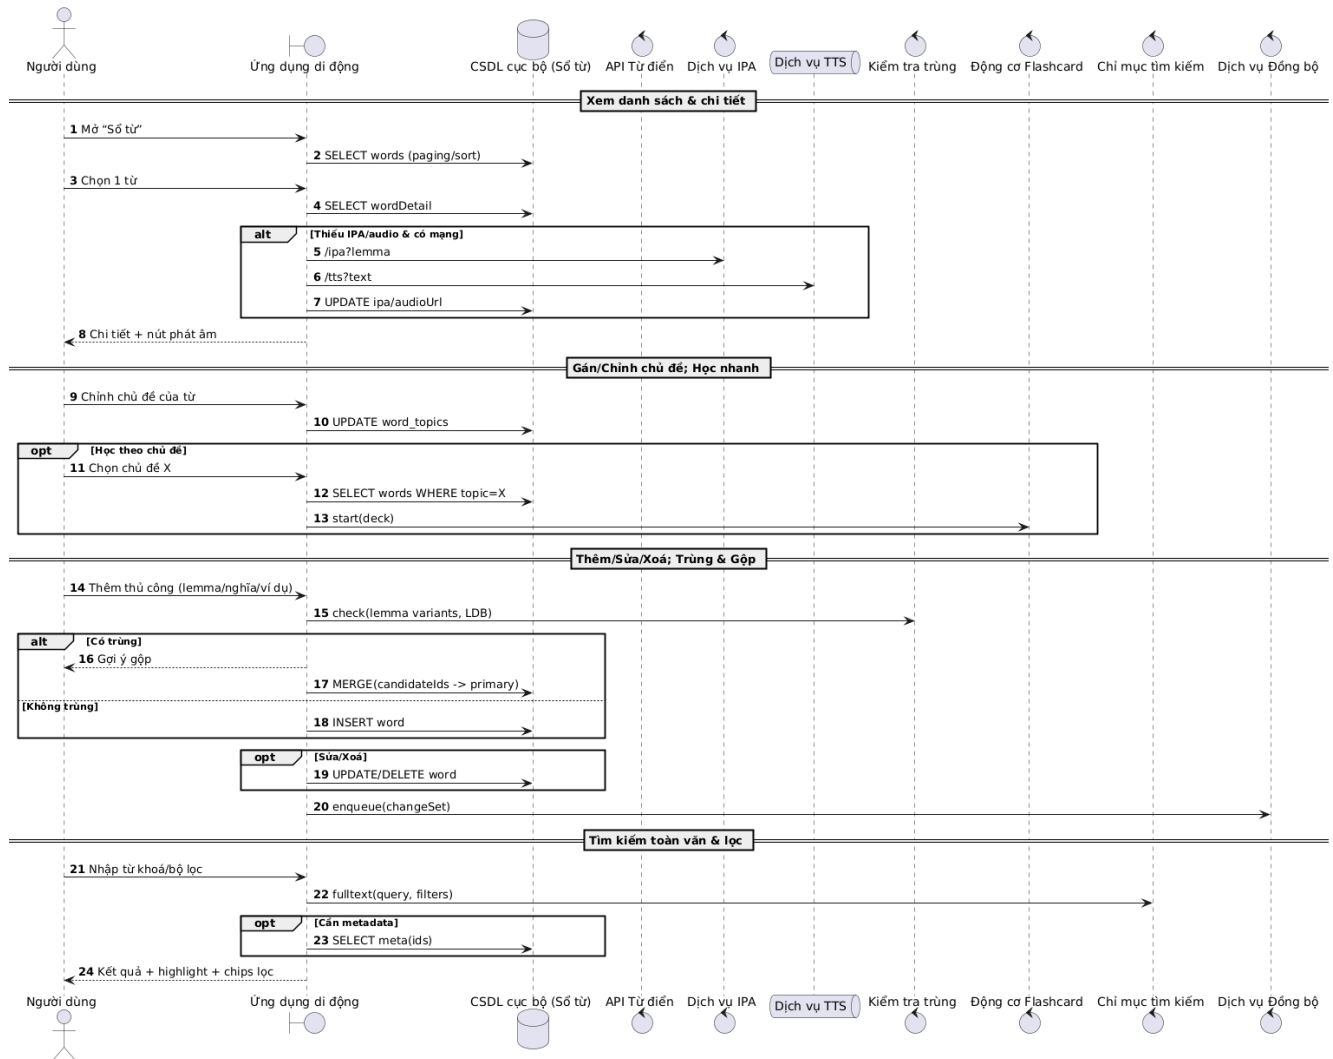 Người dùng
Ứng dụng di động
CSDL cục bộ (Sổ từ)
API Từ điển
Dịch vụ IPA
Dịch vụ TTS
Kiểm tra trùng
Động cơ Flashcard
Chỉ mục tìm kiếm
Dịch vụ Đồng bộ
Xem danh sách & chi tiết
1 Mở “Sổ từ”
2 SELECT words (paging/sort)
3 Chọn 1 từ
4 SELECT wordDetail
alt [Thiếu IPA/audio & có mạng]
5 /ipa?lemma
6 /tts?text
7 UPDATE ipa/audioUrl
8 Chi tiết + nút phát âm
Gán/Chỉnh chủ đề; Học nhanh
9 Chỉnh chủ đề của từ
10 UPDATE word_topics
opt [Học theo chủ đề]
11 Chọn chủ đề X
12 SELECT words WHERE topic=X
13 start(deck)
Thêm/Sửa/Xoá; Trùng & Gộp
14 Thêm thủ công (lemma/nghĩa/ví dụ)
15 check(lemma variants, LDB)
alt [Có trùng]
16 Gợi ý gộp
17 MERGE(candidateIds -> primary)
[Không trùng]
18 INSERT word
opt [Sửa/Xoá]
19 UPDATE/DELETE word
20 enqueue(changeSet)
Tìm kiếm toàn văn & lọc
21 Nhập từ khoá/bộ lọc
22 fulltext(query, filters)
opt [Cần metadata]
23 SELECT meta(ids)
24 Kết quả + highlight + chips lọc
Người dùng
Ứng dụng di động
CSDL cục bộ (Sổ từ)
API Từ điển
Dịch vụ IPA
Dịch vụ TTS
Kiểm tra trùng
Động cơ Flashcard
Chỉ mục tìm kiếm
Dịch vụ Đồng bộ